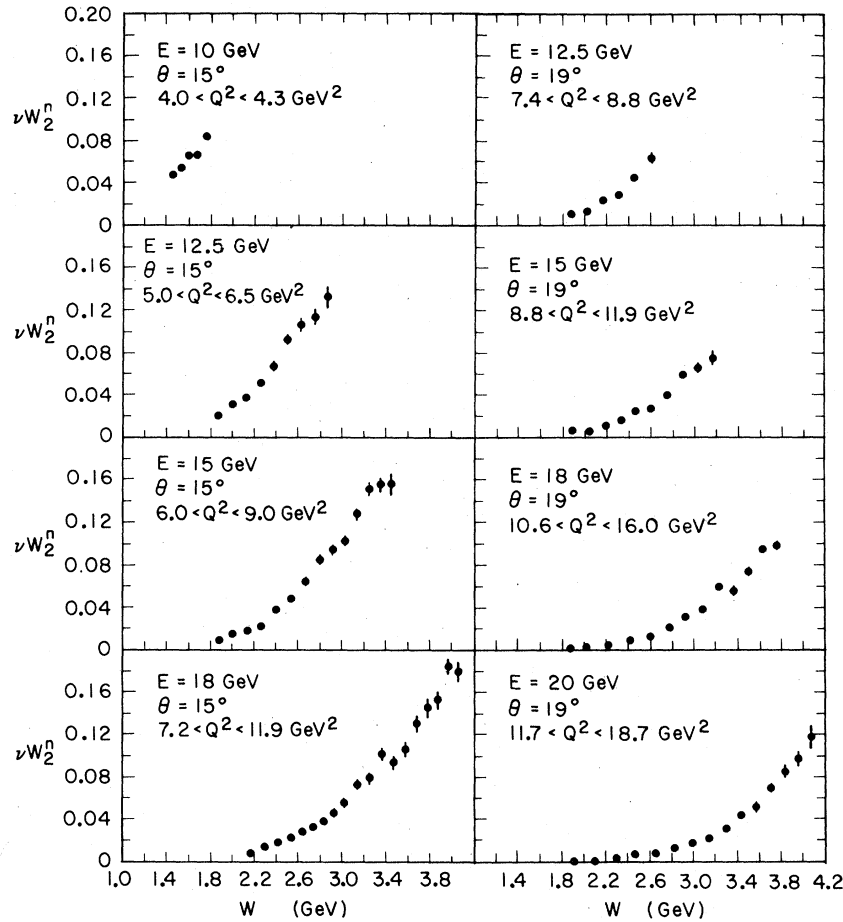 0.20
0.16
0.12
νW₂ⁿ
0.08
0.04
0
E = 10 GeV
θ = 15°
4.0 < Q² < 4.3 GeV²
E = 12.5 GeV
θ = 19°
7.4 < Q² < 8.8 GeV²
0.16
0.12
νW₂ⁿ
0.08
0.04
0
E = 12.5 GeV
θ = 15°
5.0 < Q² < 6.5 GeV²
E = 15 GeV
θ = 19°
8.8 < Q² < 11.9 GeV²
0.16
0.12
νW₂ⁿ
0.08
0.04
0
E = 15 GeV
θ = 15°
6.0 < Q² < 9.0 GeV²
E = 18 GeV
θ = 19°
10.6 < Q² < 16.0 GeV²
0.16
0.12
νW₂ⁿ
0.08
0.04
0
E = 18 GeV
θ = 15°
7.2 < Q² < 11.9 GeV²
E = 20 GeV
θ = 19°
11.7 < Q² < 18.7 GeV²
1.0 1.4 1.8 2.2 2.6 3.0 3.4 3.8 1.4 1.8 2.2 2.6 3.0 3.4 3.8 4.2
W (GeV) W (GeV)